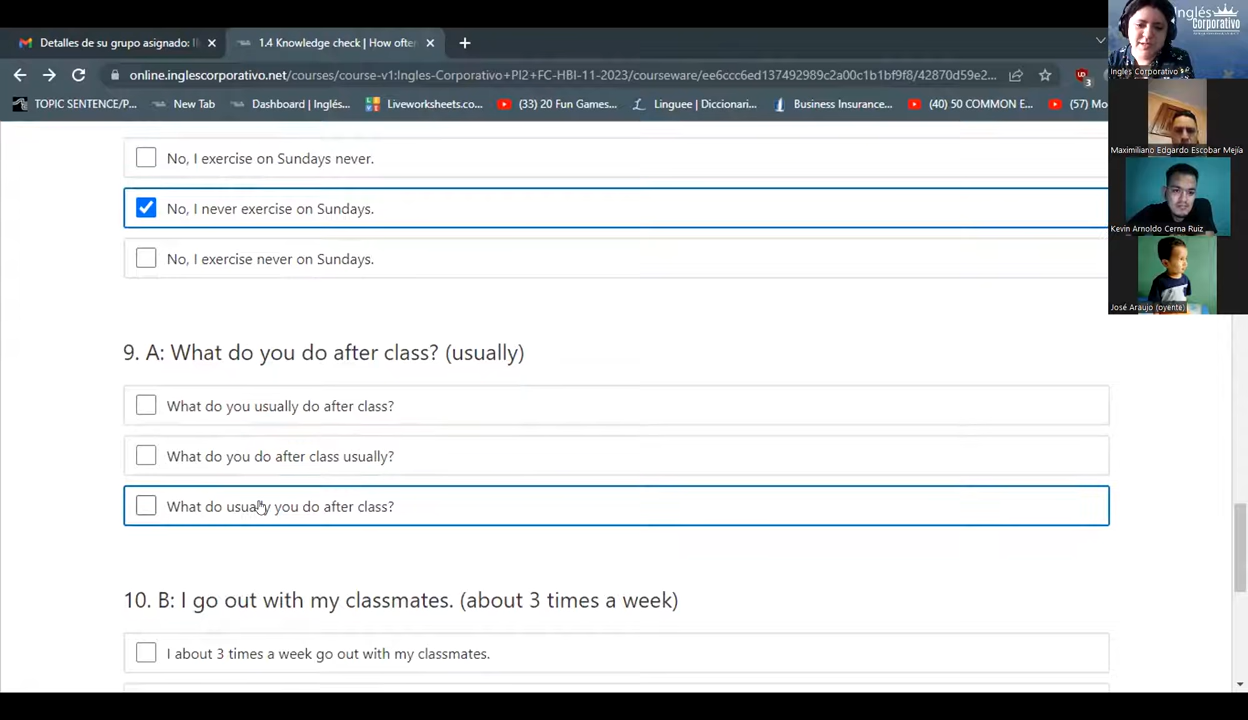 Detalles de su grupo asignado: I
1.4 Knowledge check | How ofte
online.inglescorporativo.net/courses/course-v1:Ingles-Corporativo+PI2+FC-HBI-11-2023/courseware/ee6ccc6ed137492989c2a00c1b1bf9f8/42870d59e2...
TOPIC SENTENCE/P...
New Tab
Dashboard | Inglés...
Liveworksheets.co...
(33) 20 Fun Games...
Linguee | Diccionari...
Business Insurance...
(40) 50 COMMON E...
(57) Mo
Inglés
Corporativo
Inglés Corporativo
Maximiliano Edgardo Escobar Mejía
Kevin Arnoldo Cerna Ruiz
José Araujo (oyente)
No, I exercise on Sundays never.
No, I never exercise on Sundays.
No, I exercise never on Sundays.
9. A: What do you do after class? (usually)
What do you usually do after class?
What do you do after class usually?
What do usually you do after class?
10. B: I go out with my classmates. (about 3 times a week)
I about 3 times a week go out with my classmates.